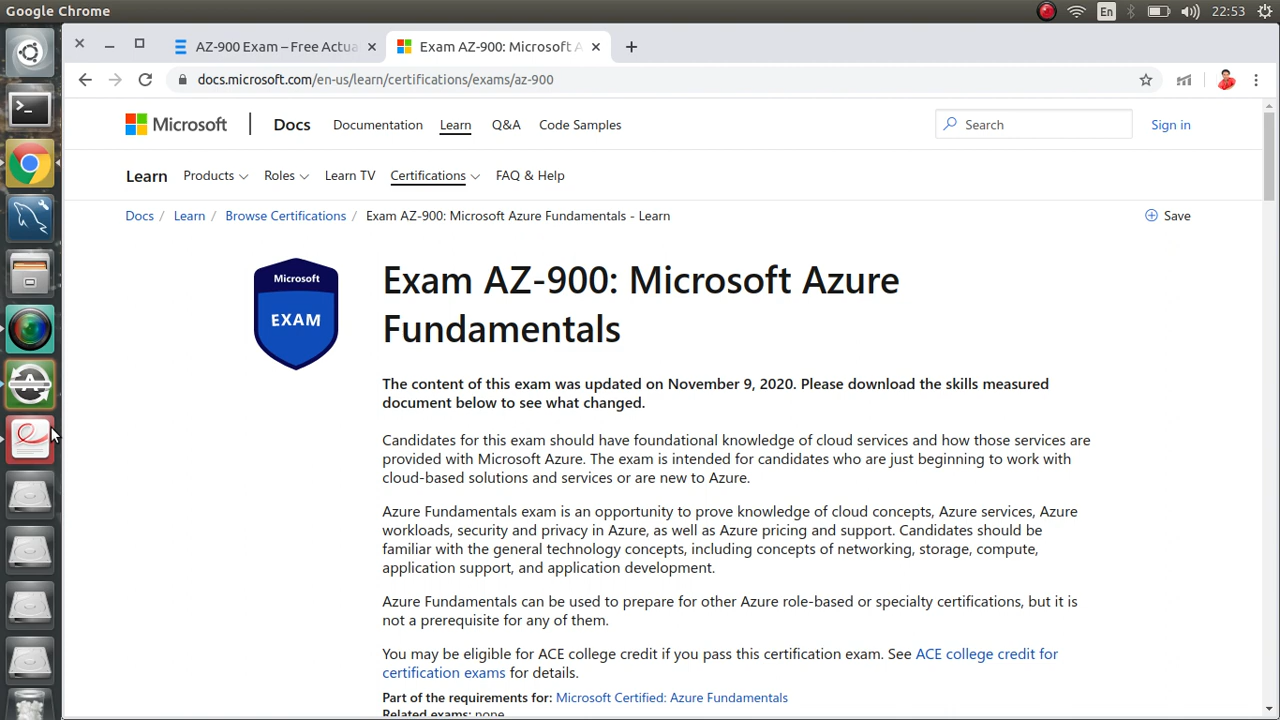 Google Chrome
En
22:53
AZ-900 Exam – Free Actua
Exam AZ-900: Microsoft A
docs.microsoft.com/en-us/learn/certifications/exams/az-900
Microsoft
Docs
Documentation
Learn
Q&A
Code Samples
Search
Sign in
Learn
Products
Roles
Learn TV
Certifications
FAQ & Help
Docs / Learn / Browse Certifications / Exam AZ-900: Microsoft Azure Fundamentals - Learn
Save
Microsoft
EXAM
Exam AZ-900: Microsoft Azure
Fundamentals
The content of this exam was updated on November 9, 2020. Please download the skills measured
document below to see what changed.
Candidates for this exam should have foundational knowledge of cloud services and how those services are
provided with Microsoft Azure. The exam is intended for candidates who are just beginning to work with
cloud-based solutions and services or are new to Azure.
Azure Fundamentals exam is an opportunity to prove knowledge of cloud concepts, Azure services, Azure
workloads, security and privacy in Azure, as well as Azure pricing and support. Candidates should be
familiar with the general technology concepts, including concepts of networking, storage, compute,
application support, and application development.
Azure Fundamentals can be used to prepare for other Azure role-based or specialty certifications, but it is
not a prerequisite for any of them.
You may be eligible for ACE college credit if you pass this certification exam. See ACE college credit for
certification exams for details.
Part of the requirements for: Microsoft Certified: Azure Fundamentals
Related exams: none